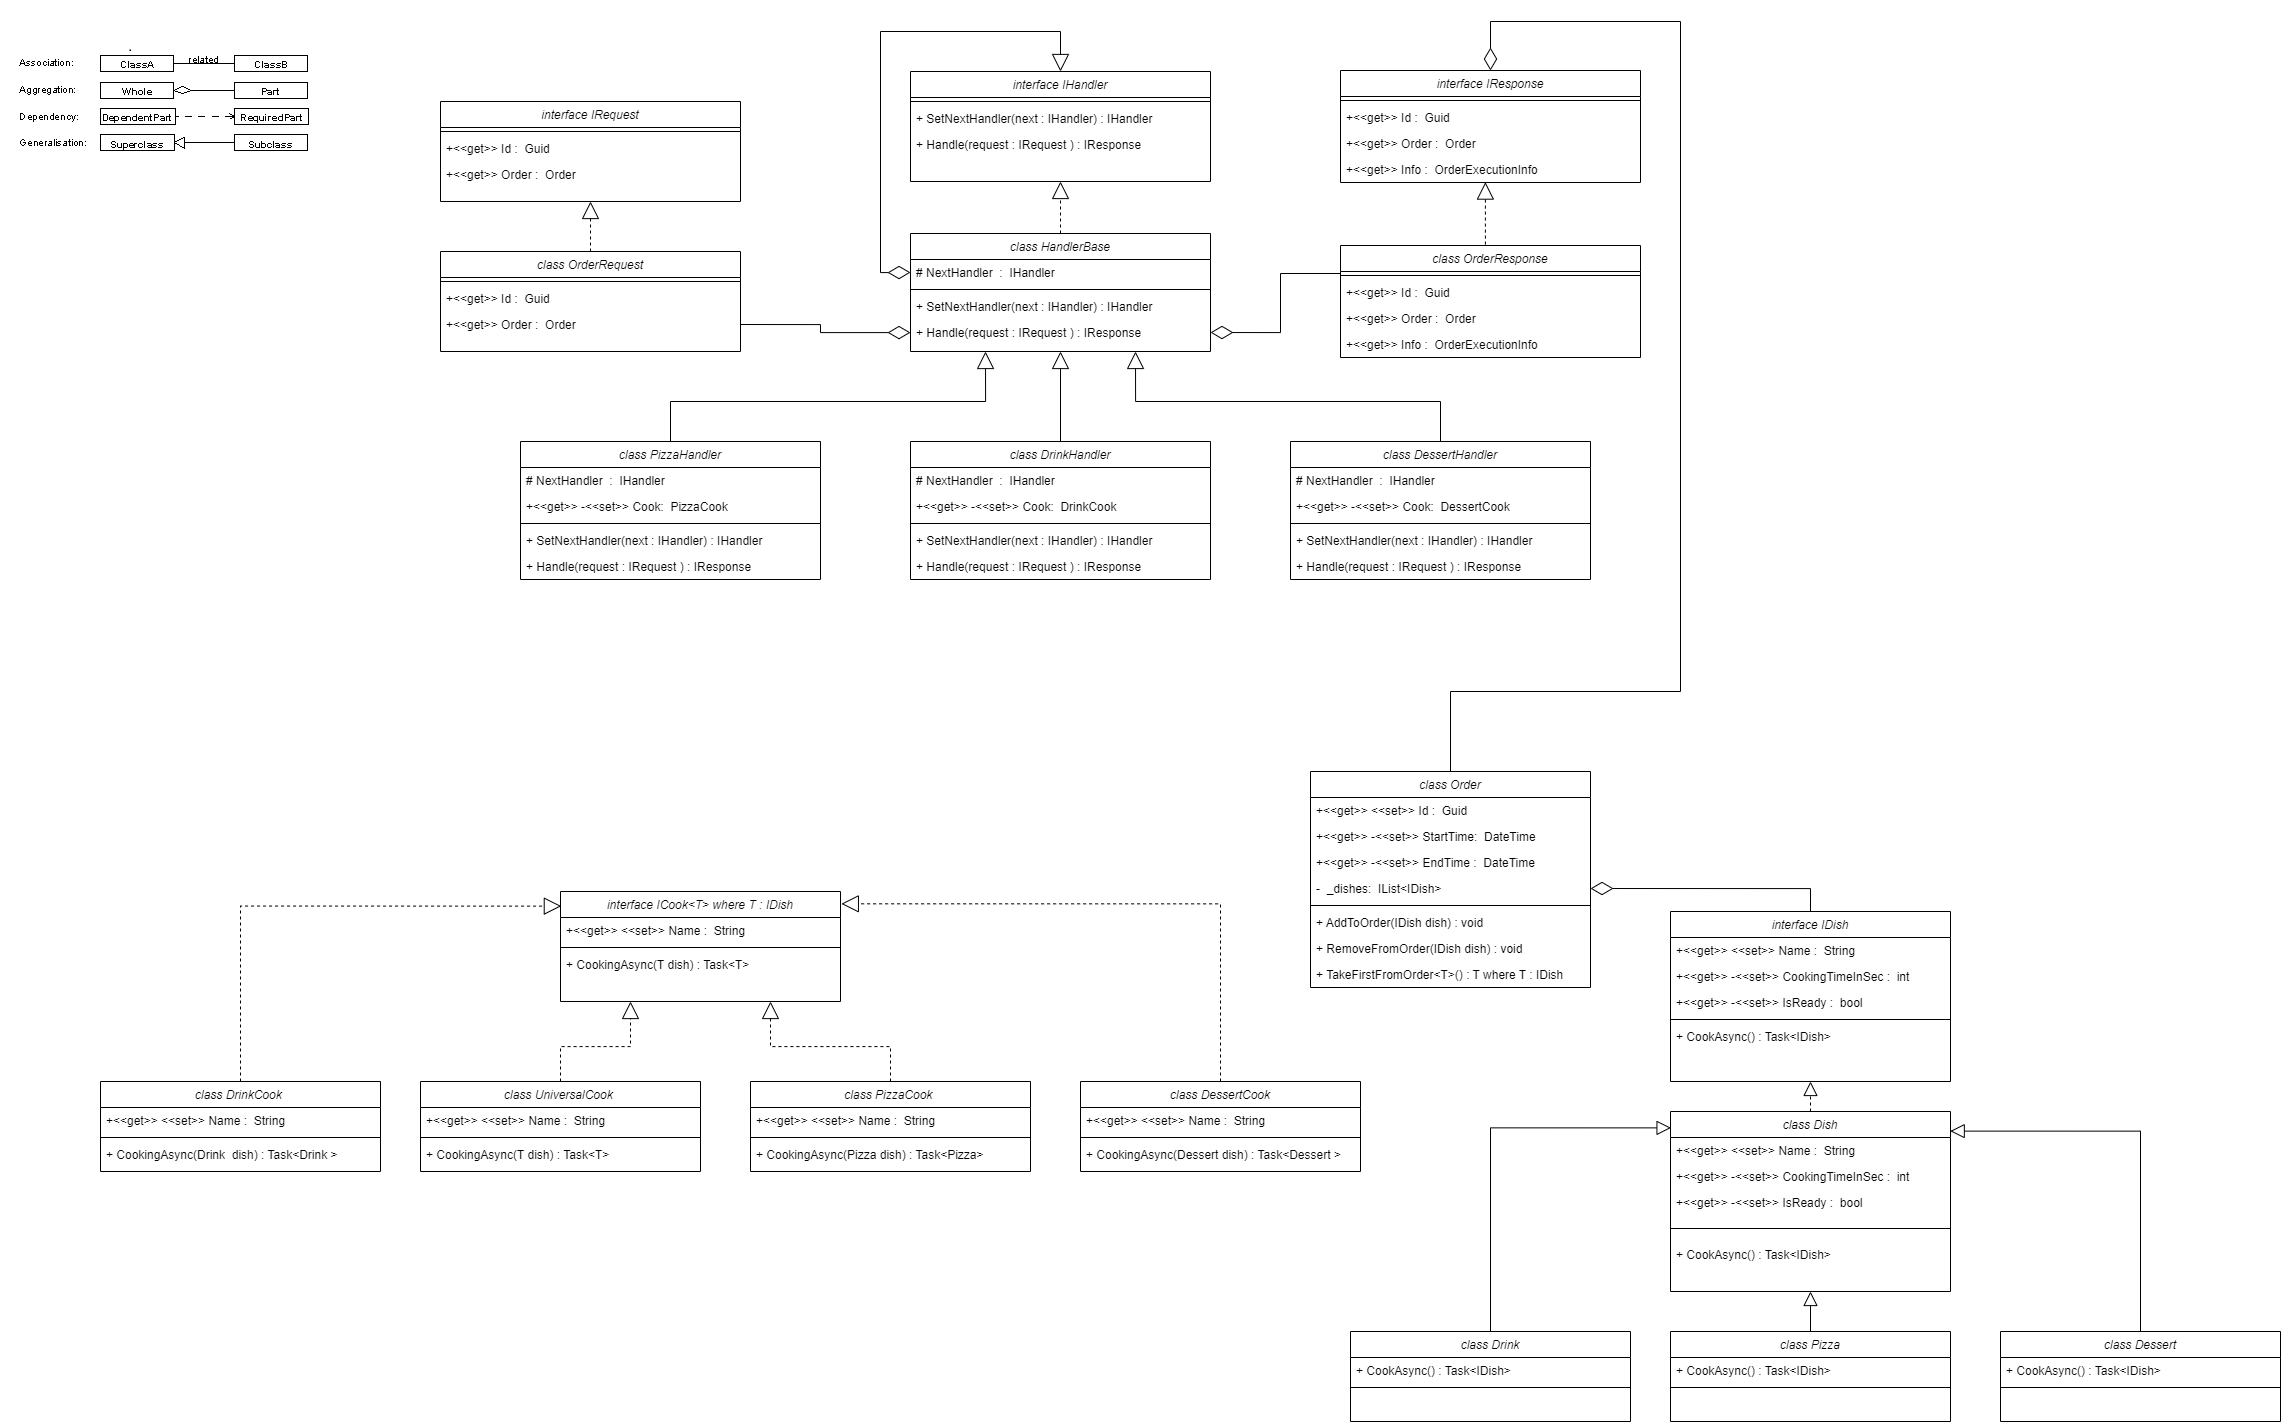 Association:
ClassA
related
ClassB
Aggregation:
Whole
Part
Dependency:
DependentPart
RequiredPart
Generalisation:
Superclass
Subclass
interface IRequest
+<<get>> Id :  Guid
+<<get>> Order :  Order
interface IHandler
+ SetNextHandler(next : IHandler) : IHandler
+ Handle(request : IRequest ) : IResponse
interface IResponse
+<<get>> Id :  Guid
+<<get>> Order :  Order
+<<get>> Info :  OrderExecutionInfo
class OrderRequest
+<<get>> Id :  Guid
+<<get>> Order :  Order
class HandlerBase
# NextHandler  :  IHandler
+ SetNextHandler(next : IHandler) : IHandler
+ Handle(request : IRequest ) : IResponse
class OrderResponse
+<<get>> Id :  Guid
+<<get>> Order :  Order
+<<get>> Info :  OrderExecutionInfo
class PizzaHandler
# NextHandler  :  IHandler
+<<get>> -<<set>> Cook:  PizzaCook
+ SetNextHandler(next : IHandler) : IHandler
+ Handle(request : IRequest ) : IResponse
class DrinkHandler
# NextHandler  :  IHandler
+<<get>> -<<set>> Cook:  DrinkCook
+ SetNextHandler(next : IHandler) : IHandler
+ Handle(request : IRequest ) : IResponse
class DessertHandler
# NextHandler  :  IHandler
+<<get>> -<<set>> Cook:  DessertCook
+ SetNextHandler(next : IHandler) : IHandler
+ Handle(request : IRequest ) : IResponse
class Order
+<<get>> <<set>> Id :  Guid
+<<get>> -<<set>> StartTime:  DateTime
+<<get>> -<<set>> EndTime :  DateTime
-  _dishes:  IList<IDish>
+ AddToOrder(IDish dish) : void
+ RemoveFromOrder(IDish dish) : void
+ TakeFirstFromOrder<T>() : T where T : IDish
interface ICook<T> where T : IDish
+<<get>> <<set>> Name :  String
+ CookingAsync(T dish) : Task<T>
interface IDish
+<<get>> <<set>> Name :  String
+<<get>> -<<set>> CookingTimeInSec :  int
+<<get>> -<<set>> IsReady :  bool
+ CookAsync() : Task<IDish>
class DrinkCook
+<<get>> <<set>> Name :  String
+ CookingAsync(Drink  dish) : Task<Drink >
class UniversalCook
+<<get>> <<set>> Name :  String
+ CookingAsync(T dish) : Task<T>
class PizzaCook
+<<get>> <<set>> Name :  String
+ CookingAsync(Pizza dish) : Task<Pizza>
class DessertCook
+<<get>> <<set>> Name :  String
+ CookingAsync(Dessert dish) : Task<Dessert >
class Dish
+<<get>> <<set>> Name :  String
+<<get>> -<<set>> CookingTimeInSec :  int
+<<get>> -<<set>> IsReady :  bool
+ CookAsync() : Task<IDish>
class Drink
+ CookAsync() : Task<IDish>
class Pizza
+ CookAsync() : Task<IDish>
class Dessert
+ CookAsync() : Task<IDish>